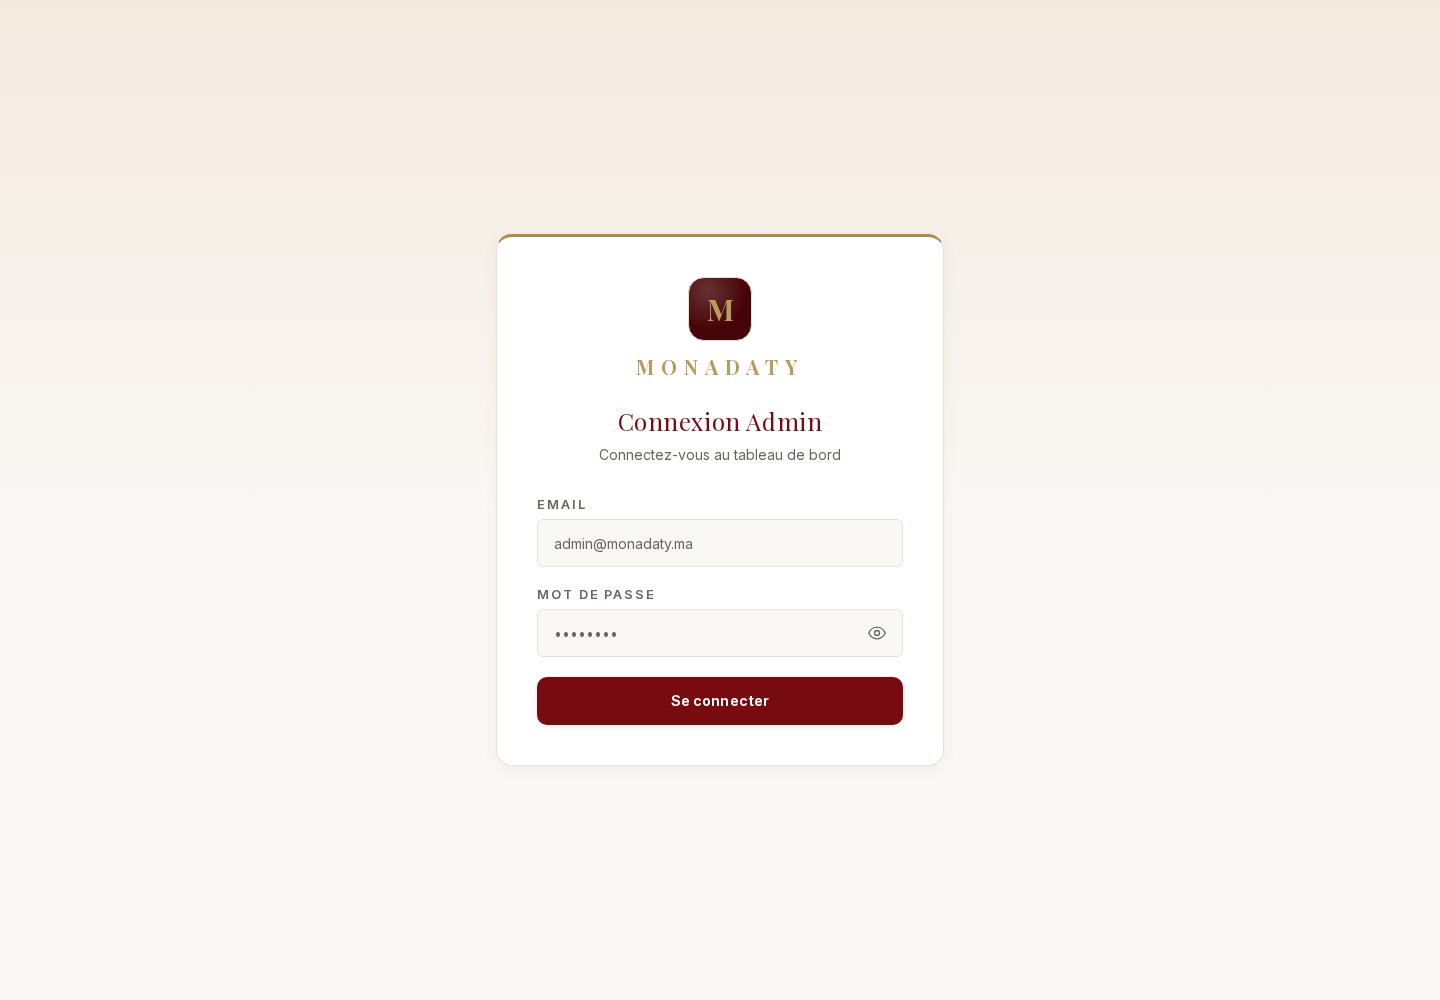 M
MONADATY
Connexion Admin
Connectez-vous au tableau de bord
EMAIL
admin@monadaty.ma
MOT DE PASSE
••••••••
Se connecter